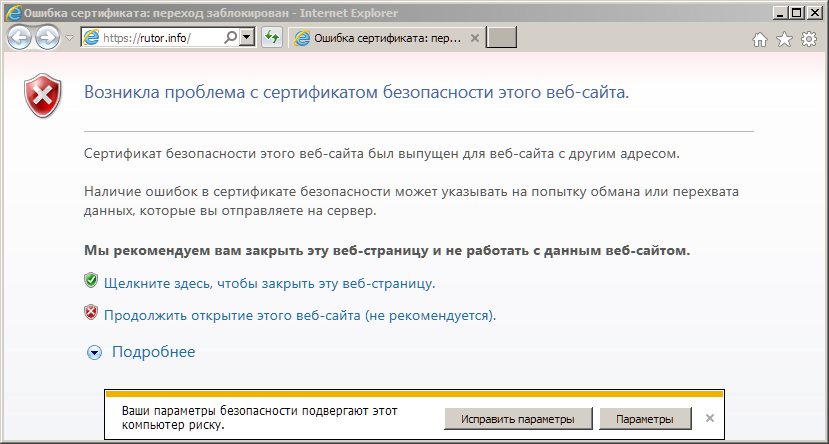 Ошибка сертификата: переход заблокирован - Internet Explorer
https://rutor.info/
Ошибка сертификата: пер...
Возникла проблема с сертификатом безопасности этого веб-сайта.
Сертификат безопасности этого веб-сайта был выпущен для веб-сайта с другим адресом.
Наличие ошибок в сертификате безопасности может указывать на попытку обмана или перехвата
данных, которые вы отправляете на сервер.
Мы рекомендуем вам закрыть эту веб-страницу и не работать с данным веб-сайтом.
Щелкните здесь, чтобы закрыть эту веб-страницу.
Продолжить открытие этого веб-сайта (не рекомендуется).
Подробнее
Ваши параметры безопасности подвергают этот
компьютер риску.
Исправить параметры
Параметры